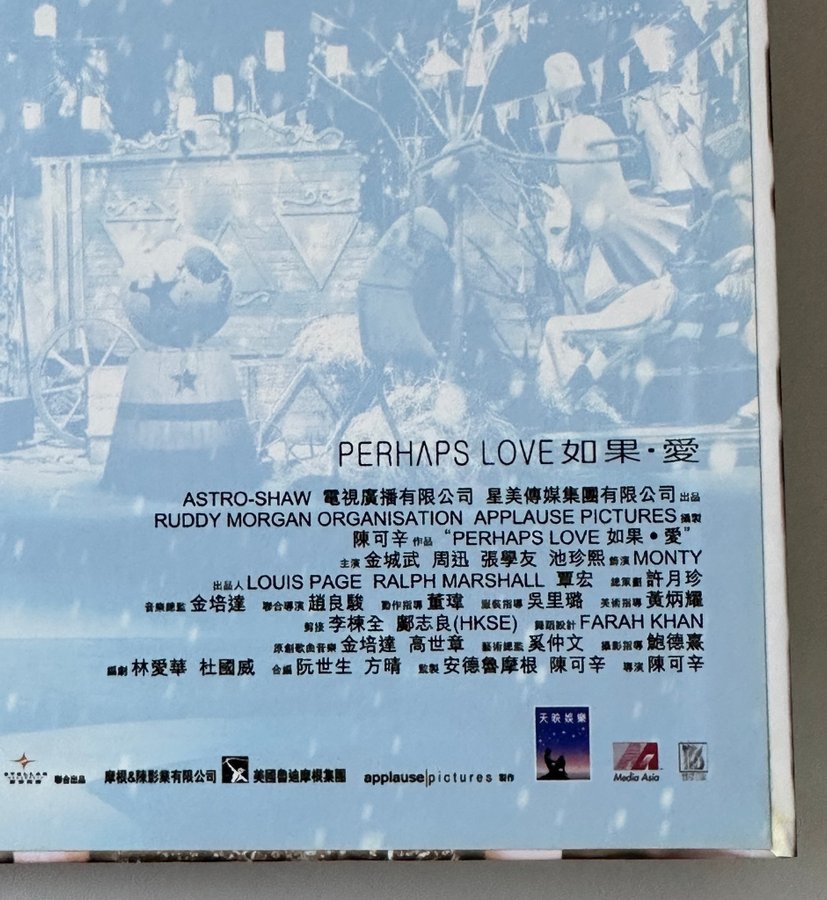 PERHAPS LOVE 如果·愛
ASTRO-SHAW 電視廣播有限公司 星美傳媒集團有限公司 出品
RUDDY MORGAN ORGANISATION APPLAUSE PICTURES 攝製
陳可辛 作品 “PERHAPS LOVE 如果•愛”
主演 金城武 周迅 張學友 池珍熙 飾演 MONTY
出品人 LOUIS PAGE RALPH MARSHALL 覃宏 總策劃 許月珍
音樂總監 金培達 聯合導演 趙良駿 動作指導 董瑋 服裝指導 吳里璐 美術指導 黃炳耀
剪接 李棟全 鄺志良(HKSE) 舞蹈設計 FARAH KHAN
原創歌曲音樂 金培達 高世章 藝術總監 奚仲文 攝影指導 鮑德熹
編劇 林愛華 杜國威 合編 阮世生 方晴 監製 安德魯摩根 陳可辛 導演 陳可辛
天映娛樂
STELLAR
聯合出品 摩根&陳影業有限公司 美國魯迪摩根集團 applause pictures 製作 Media Asia